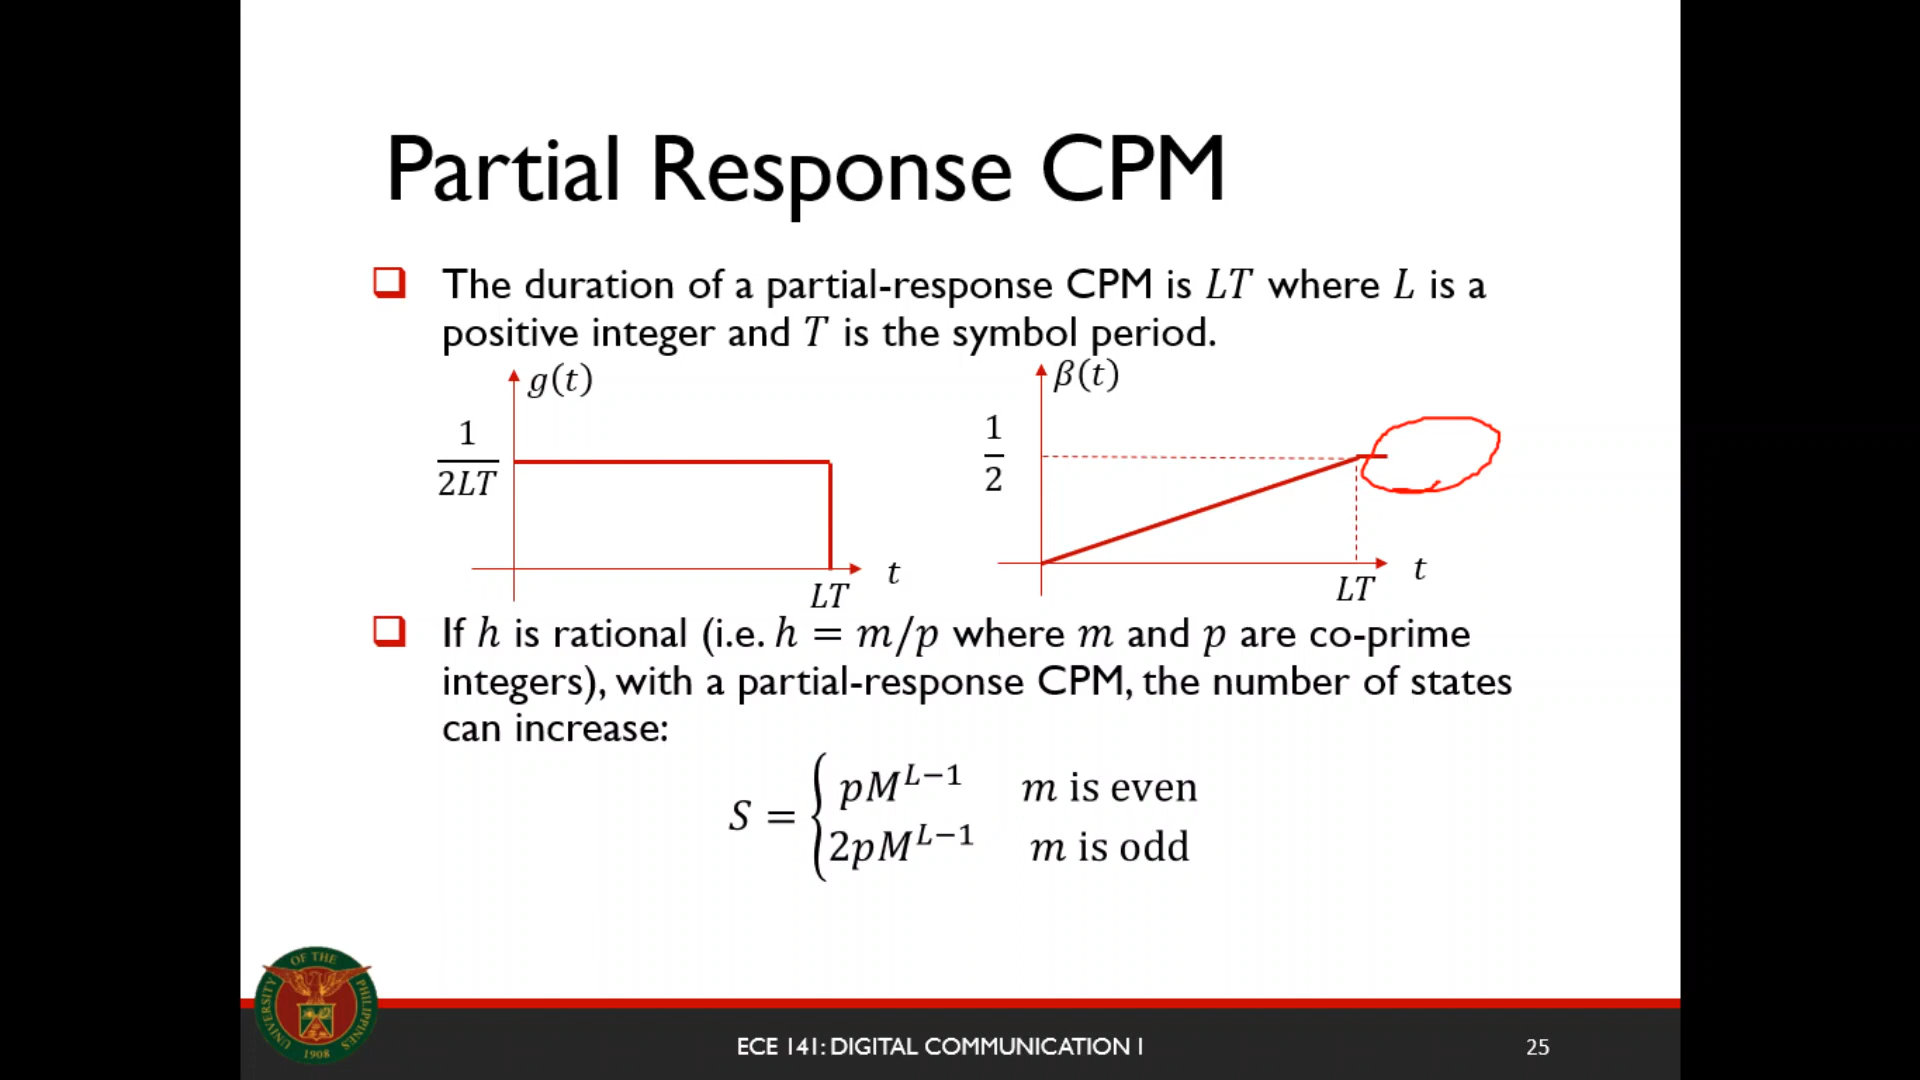 Partial Response CPM
❑ The duration of a partial-response CPM is LT where L is a
positive integer and T is the symbol period.
g(t)
1/2LT
LT
t
β(t)
1/2
LT
t
❑ If h is rational (i.e. h = m/p where m and p are co-prime
integers), with a partial-response CPM, the number of states
can increase:
S = { pM^{L−1} m is even
2pM^{L−1} m is odd
UNIVERSITY OF THE PHILIPPINES
1908
ECE 141: DIGITAL COMMUNICATION I
25